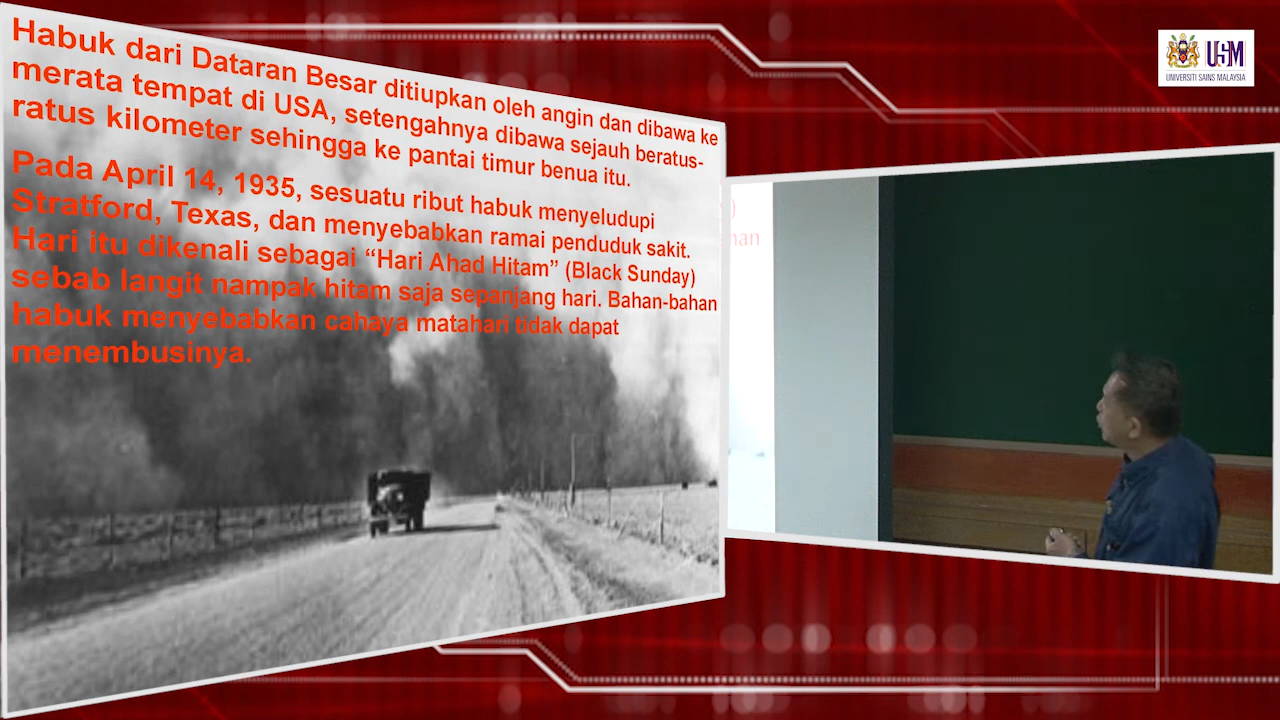 Habuk dari Dataran Besar ditiupkan oleh angin dan dibawa ke
merata tempat di USA, setengahnya dibawa sejauh beratus-
ratus kilometer sehingga ke pantai timur benua itu.
Pada April 14, 1935, sesuatu ribut habuk menyeludupi
Stratford, Texas, dan menyebabkan ramai penduduk sakit.
Hari itu dikenali sebagai “Hari Ahad Hitam” (Black Sunday)
sebab langit nampak hitam saja sepanjang hari. Bahan-bahan
habuk menyebabkan cahaya matahari tidak dapat
menembusinya.
USM
UNIVERSITI SAINS MALAYSIA